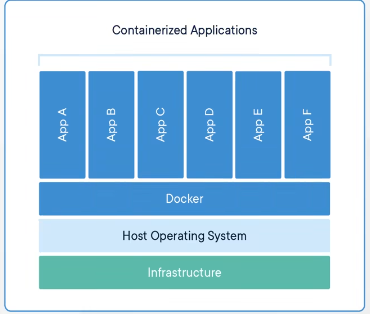 Containerized Applications
App A
App B
App C
App D
App E
App F
Docker
Host Operating System
Infrastructure